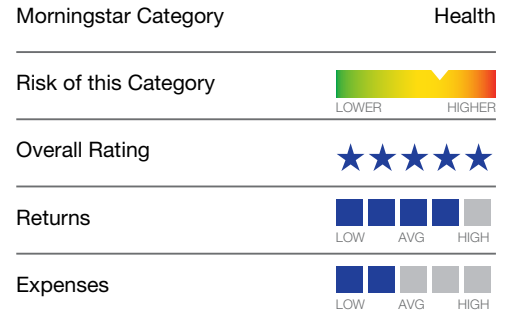 Morningstar Category Health
Risk of this Category
LOWER HIGHER
Overall Rating
Returns
LOW AVG HIGH
Expenses
LOW AVG HIGH